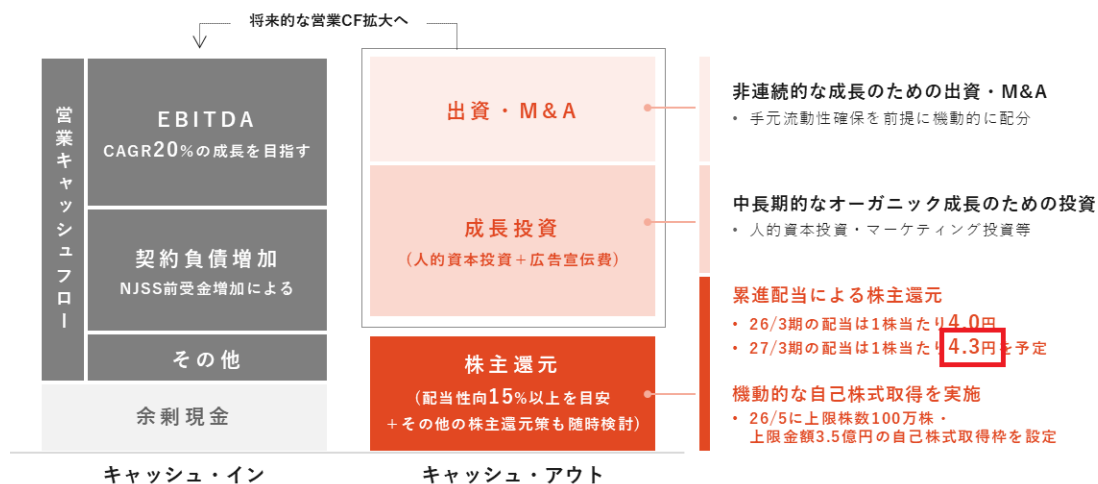 将来的な営業CF拡大へ
営業キャッシュフロー
EBITDA
CAGR20%の成長を目指す
契約負債増加
NJSS前受金増加による
その他
余剰現金
キャッシュ・イン
出資・M&A
成長投資
(人的資本投資+広告宣伝費)
株主還元
(配当性向15%以上を目安
+その他の株主還元策も随時検討)
キャッシュ・アウト
非連続的な成長のための出資・M&A
• 手元流動性確保を前提に機動的に配分
中長期的なオーガニック成長のための投資
• 人的資本投資・マーケティング投資等
累進配当による株主還元
• 26/3期の配当は1株当たり4.0円
• 27/3期の配当は1株当たり4.3円を予定
機動的な自己株式取得を実施
• 26/5に上限株数100万株・
上限金額3.5億円の自己株式取得枠を設定